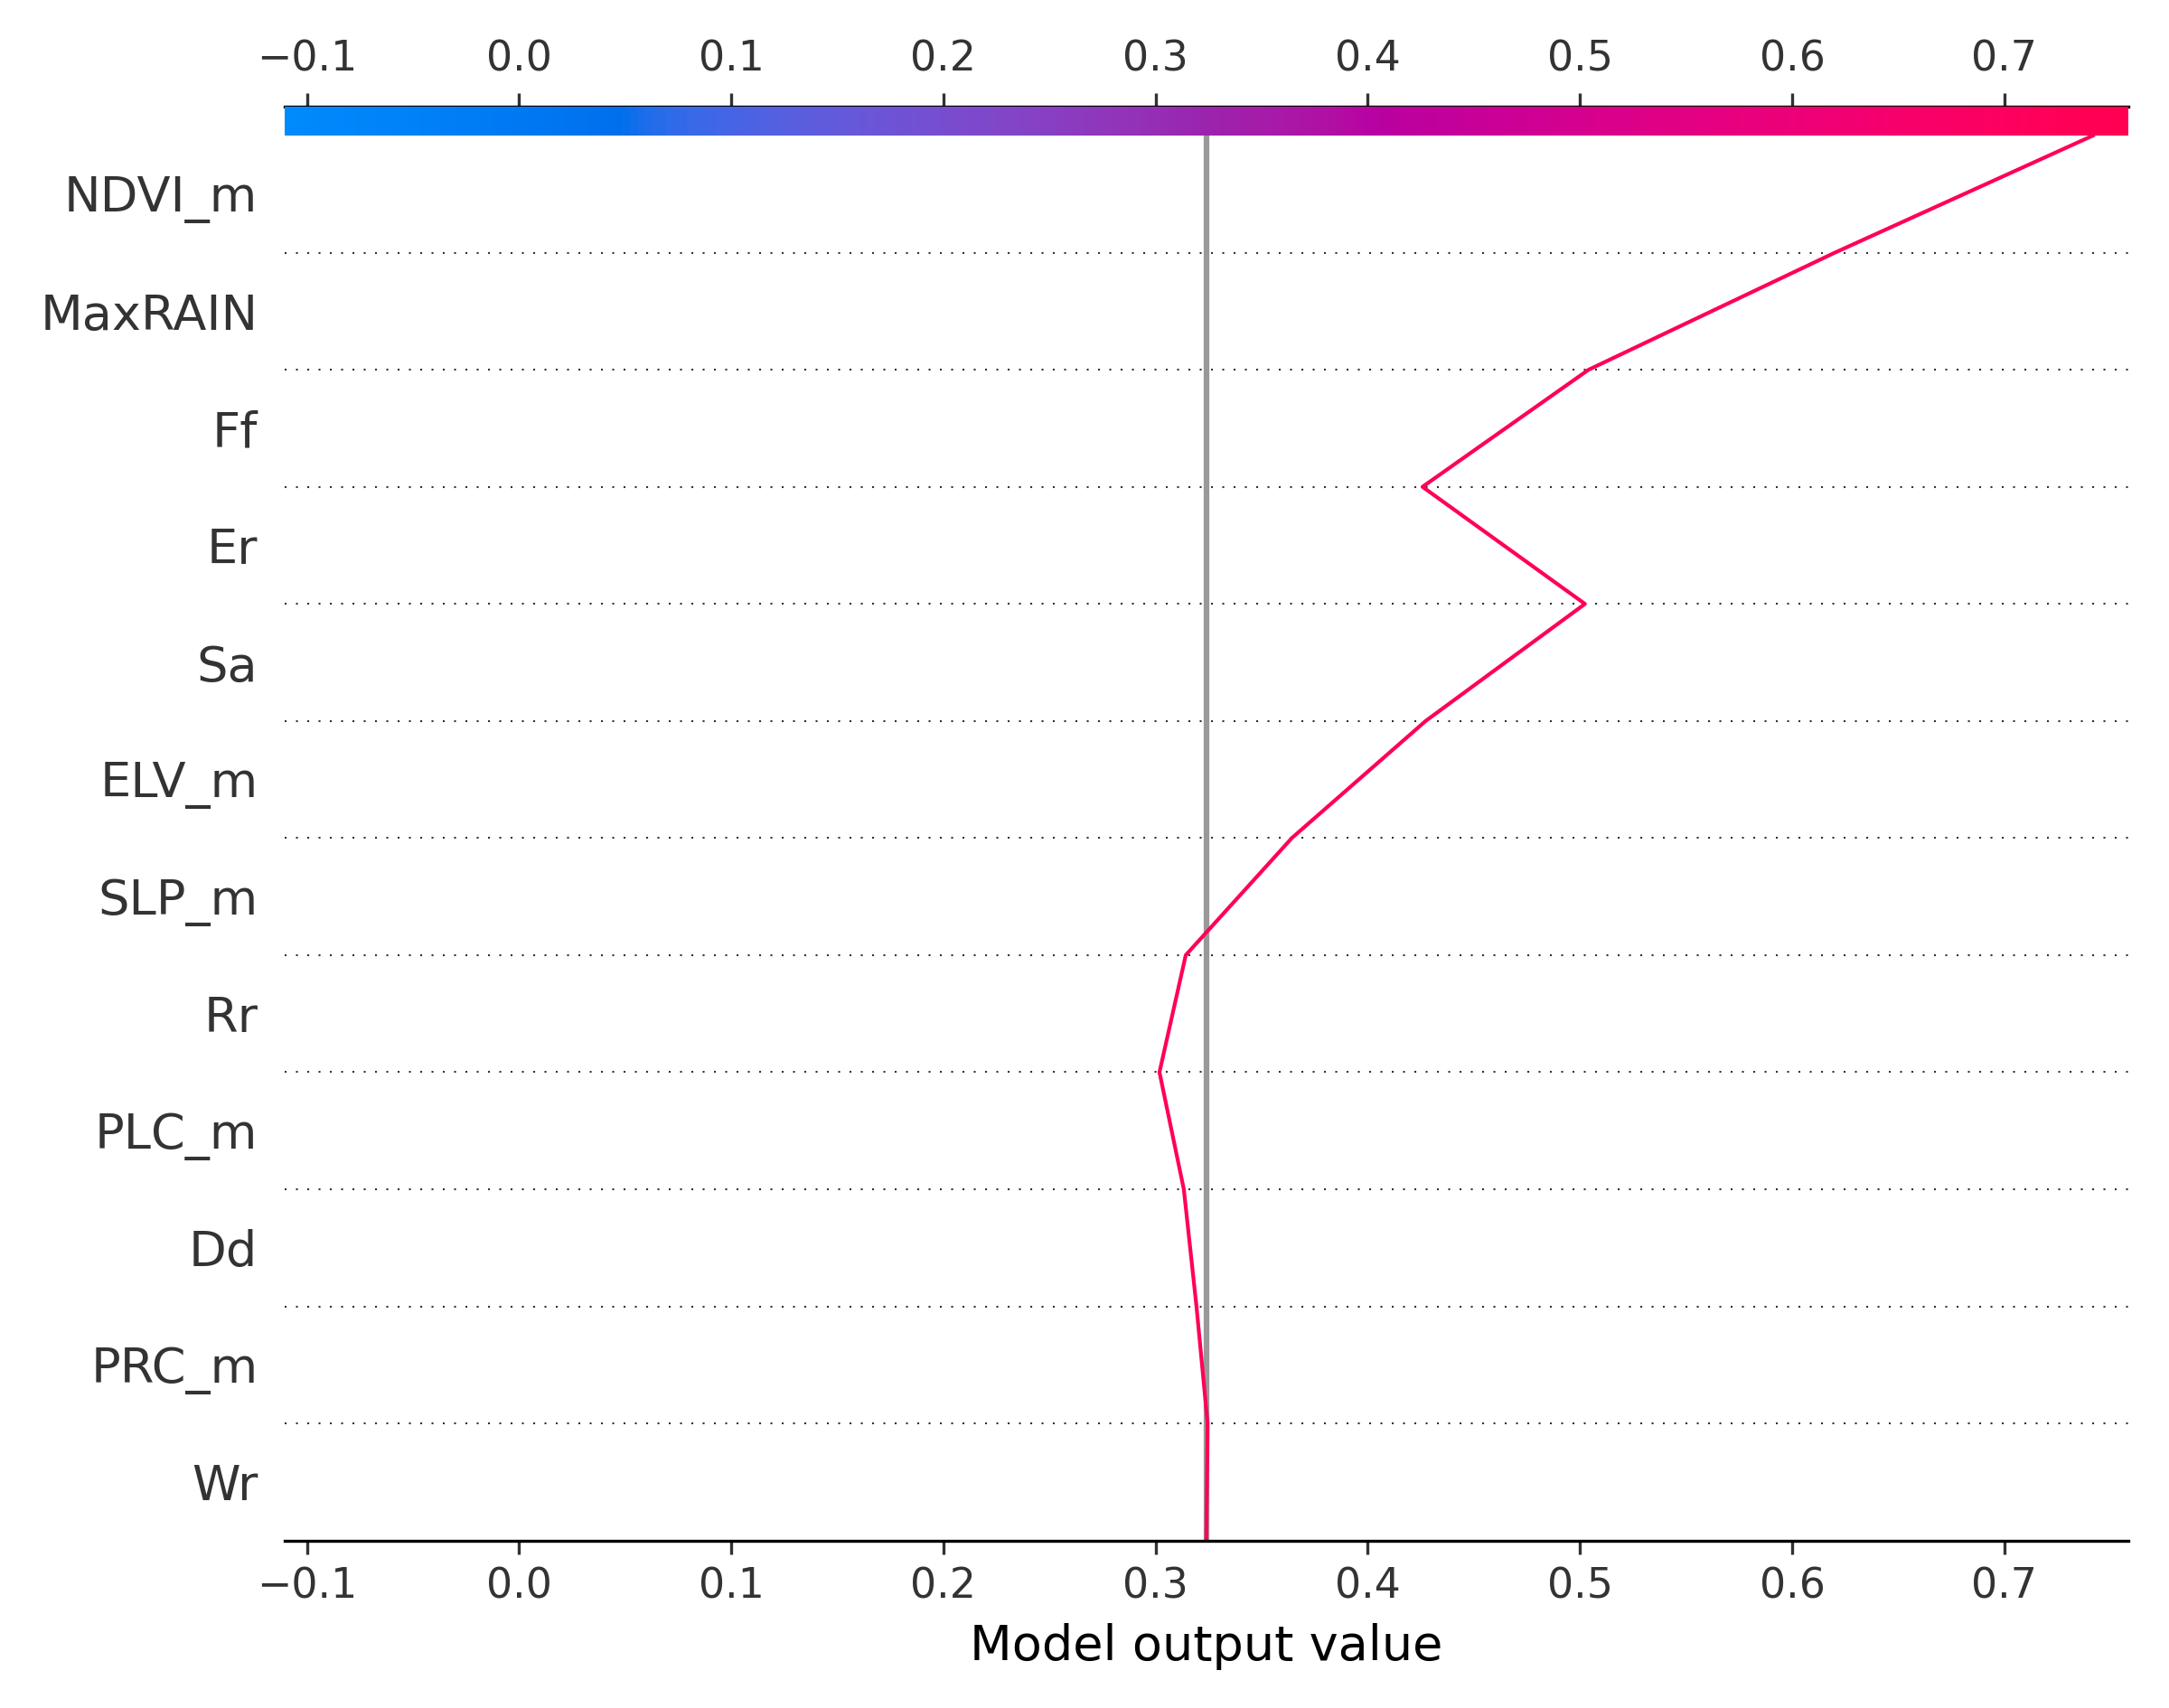 −0.1 0.0 0.1 0.2 0.3 0.4 0.5 0.6 0.7
NDVI_m
MaxRAIN
Ff
Er
Sa
ELV_m
SLP_m
Rr
PLC_m
Dd
PRC_m
Wr
−0.1 0.0 0.1 0.2 0.3 0.4 0.5 0.6 0.7
Model output value